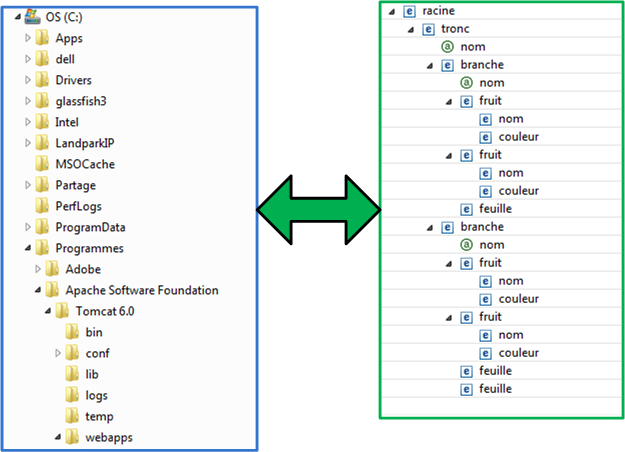 OS (C:)
Apps
dell
Drivers
glassfish3
Intel
LandparkIP
MSOCache
Partage
PerfLogs
ProgramData
Programmes
Adobe
Apache Software Foundation
Tomcat 6.0
bin
conf
lib
logs
temp
webapps
e racine
e tronc
a nom
e branche
a nom
e fruit
e nom
e couleur
e fruit
e nom
e couleur
e feuille
e branche
a nom
e fruit
e nom
e couleur
e fruit
e nom
e couleur
e feuille
e feuille